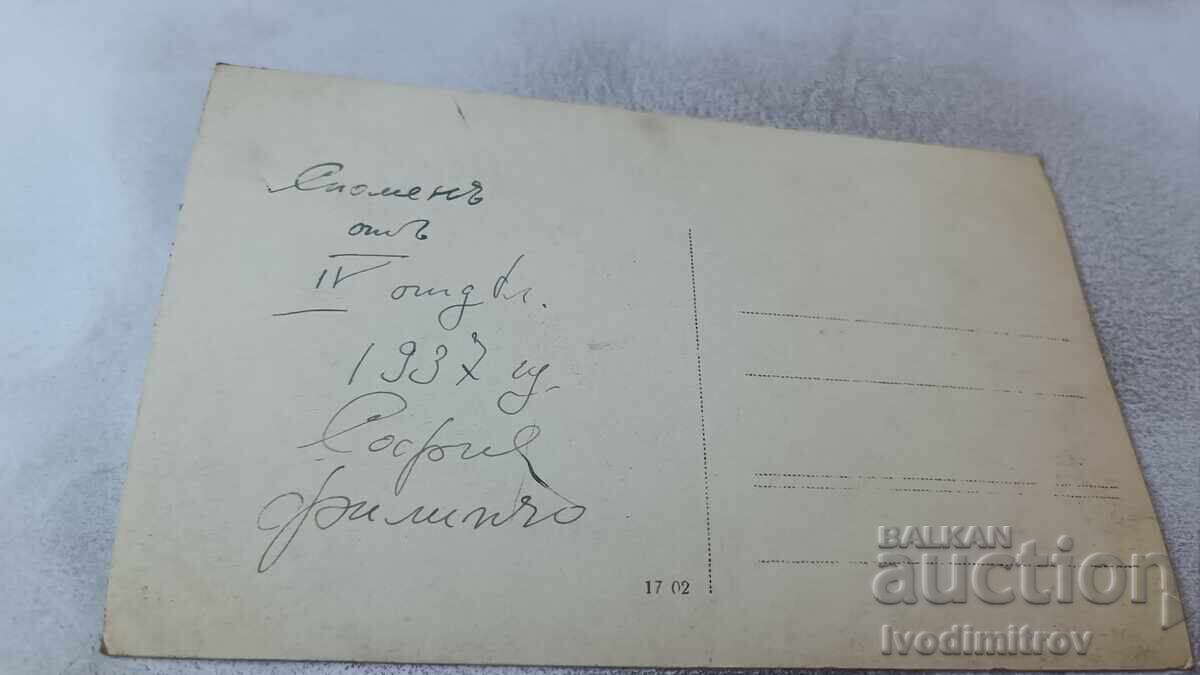 Споменъ
отъ
IV отдѣл.
1937 г.
София
Филипчо
17 02
BALKAN
auction
Ivodimitrov